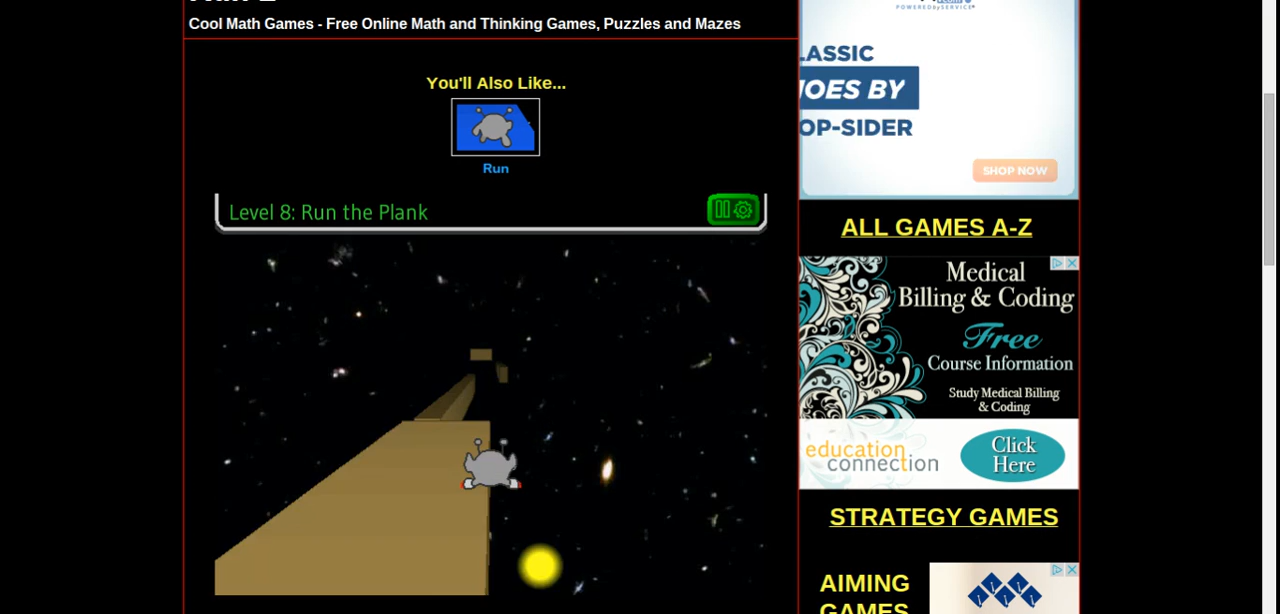 Cool Math Games - Free Online Math and Thinking Games, Puzzles and Mazes
You'll Also Like...
Run
Level 8: Run the Plank
POWEREDbySERVICE
LASSIC
OES BY
OP-SIDER
SHOP NOW
ALL GAMES A-Z
Medical
Billing & Coding
Free
Course Information
Study Medical Billing
& Coding
education
connection
Click
Here
STRATEGY GAMES
AIMING
GAMES